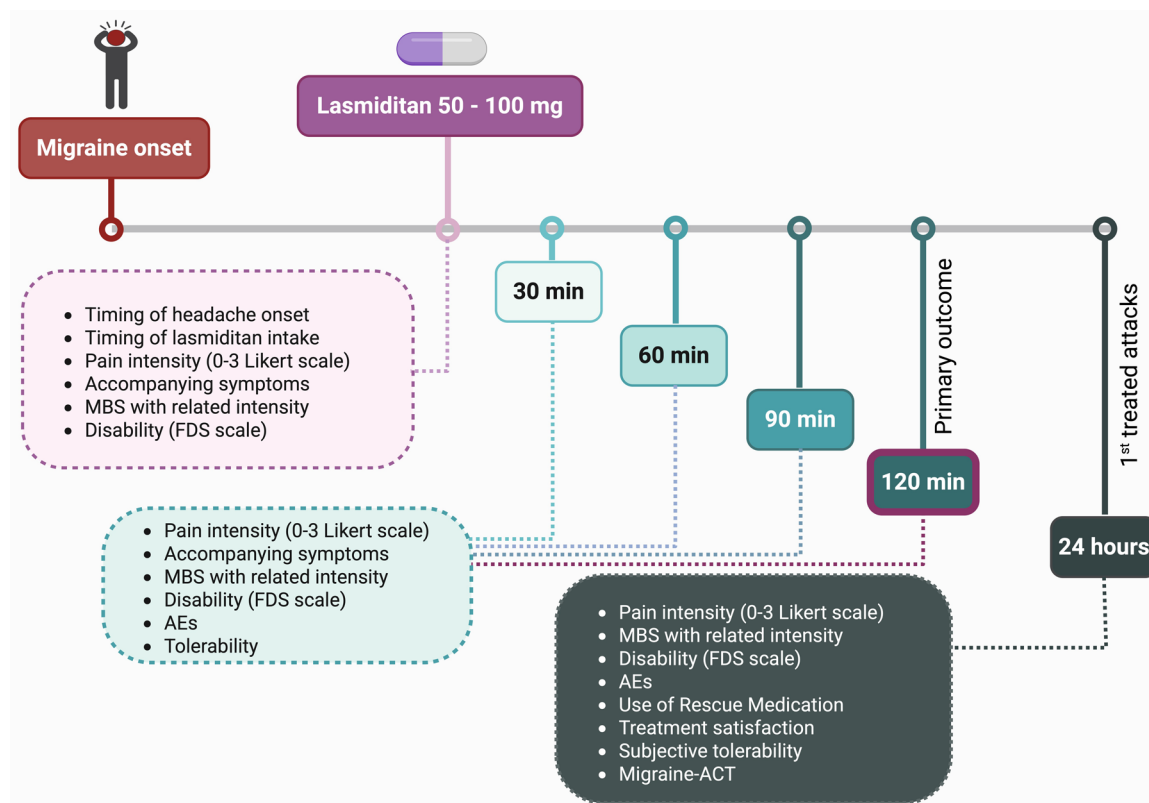 Lasmiditan 50 - 100 mg
Migraine onset
• Timing of headache onset
• Timing of lasmiditan intake
• Pain intensity (0-3 Likert scale)
• Accompanying symptoms
• MBS with related intensity
• Disability (FDS scale)
30 min
60 min
90 min
Primary outcome
120 min
1st treated attacks
24 hours
• Pain intensity (0-3 Likert scale)
• Accompanying symptoms
• MBS with related intensity
• Disability (FDS scale)
• AEs
• Tolerability
• Pain intensity (0-3 Likert scale)
• MBS with related intensity
• Disability (FDS scale)
• AEs
• Use of Rescue Medication
• Treatment satisfaction
• Subjective tolerability
• Migraine-ACT